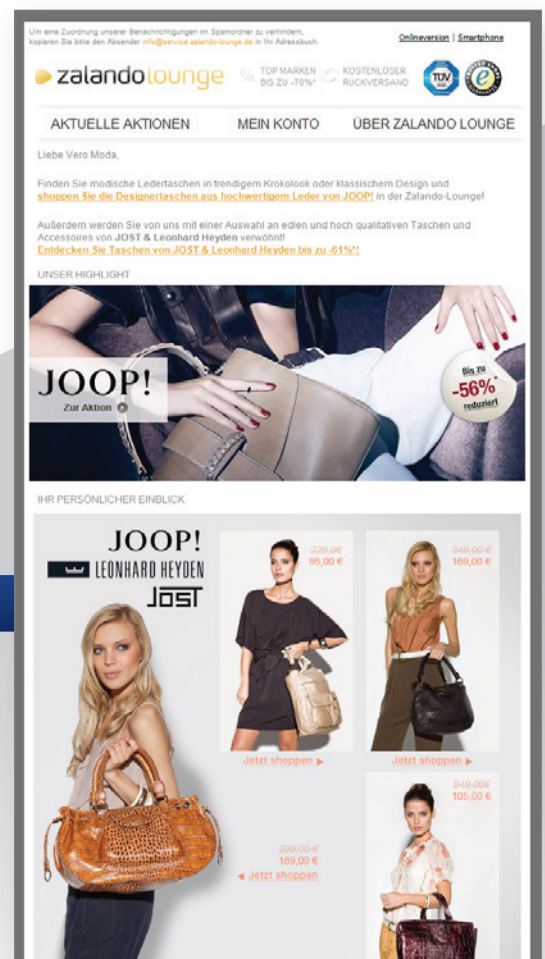 Um eine Zuordnung unserer Benachrichtigungen im Spamordner zu verhindern,
kopieren Sie bitte den Absender info@service.zalando-lounge.de in Ihr Adressbuch.
Onlineversion | Smartphone
zalandolounge
% TOP MARKEN
BIS ZU -70%*
KOSTENLOSER
RÜCKVERSAND
TÜV
AKTUELLE AKTIONEN
MEIN KONTO
ÜBER ZALANDO LOUNGE
Liebe Vero Moda,
Finden Sie modische Ledertaschen in trendigem Krokolook oder klassischem Design und
shoppen Sie die Designertaschen aus hochwertigem Leder von JOOP! in der Zalando-Lounge!
Außerdem werden Sie von uns mit einer Auswahl an edlen und hoch qualitativen Taschen und
Accessoires von JOST & Leonhard Heyden verwöhnt!
Entdecken Sie Taschen von JOST & Leonhard Heyden bis zu -61%*!
UNSER HIGHLIGHT
JOOP!
Zur Aktion
Bis zu
-56%*
reduziert
IHR PERSÖNLICHER EINBLICK
JOOP!
LEONHARD HEYDEN
JOST
229,0€
95,00 €
349,00 €
169,00 €
Jetzt shoppen
Jetzt shoppen
249,00€
105,00 €
399,00 €
189,00 €
Jetzt shoppen